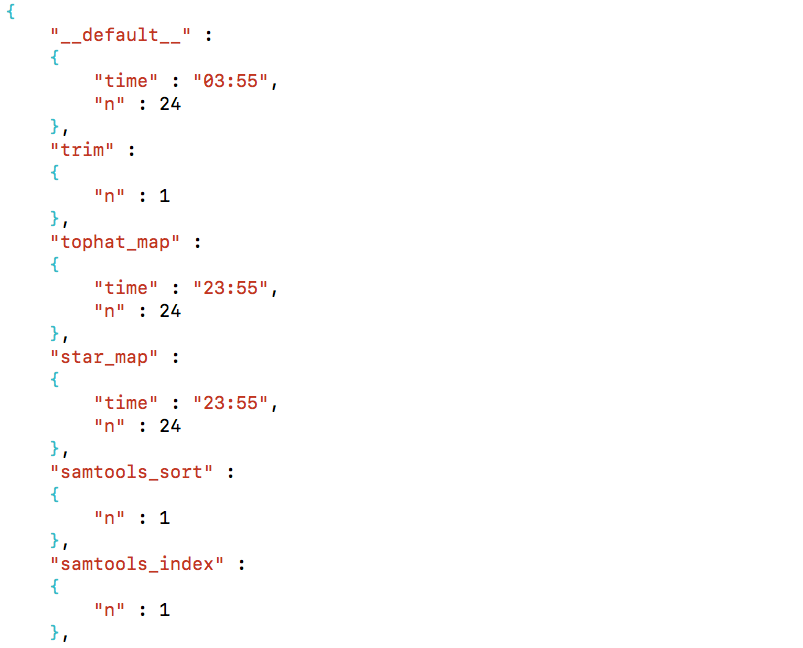 {
    "__default__" :
    {
        "time" : "03:55",
        "n" : 24
    },
    "trim" :
    {
        "n" : 1
    },
    "tophat_map" :
    {
        "time" : "23:55",
        "n" : 24
    },
    "star_map" :
    {
        "time" : "23:55",
        "n" : 24
    },
    "samtools_sort" :
    {
        "n" : 1
    },
    "samtools_index" :
    {
        "n" : 1
    },